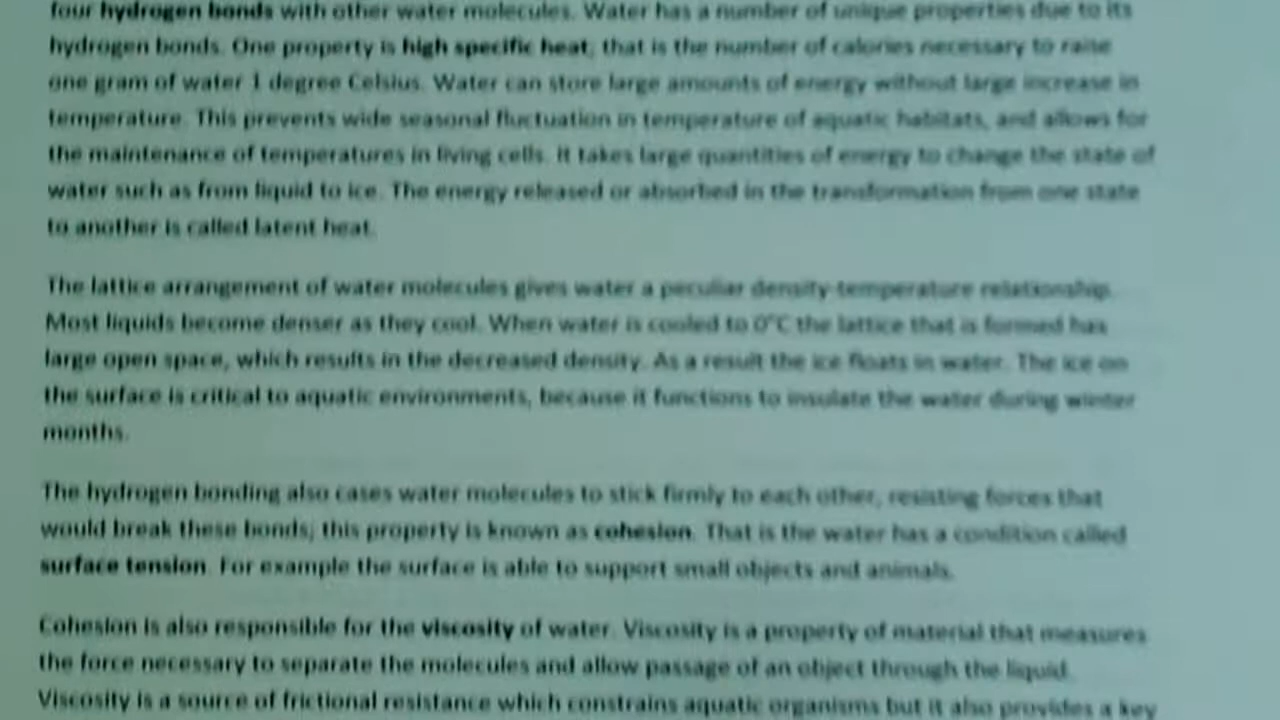 four hydrogen bonds with other water molecules. Water has a number of unique properties due to its
hydrogen bonds. One property is high specific heat; that is the number of calories necessary to raise
one gram of water 1 degree Celsius. Water can store large amounts of energy without large increase in
temperature. This prevents wide seasonal fluctuation in temperature of aquatic habitats, and allows for
the maintenance of temperatures in living cells. It takes large quantities of energy to change the state of
water such as from liquid to ice. The energy released or absorbed in the transformation from one state
to another is called latent heat.
The lattice arrangement of water molecules gives water a peculiar density-temperature relationship.
Most liquids become denser as they cool. When water is cooled to 0°C the lattice that is formed has
large open space, which results in the decreased density. As a result the ice floats in water. The ice on
the surface is critical to aquatic environments, because it functions to insulate the water during winter
months.
The hydrogen bonding also cases water molecules to stick firmly to each other, resisting forces that
would break these bonds; this property is known as cohesion. That is the water has a condition called
surface tension. For example the surface is able to support small objects and animals.
Cohesion is also responsible for the viscosity of water. Viscosity is a property of material that measures
the force necessary to separate the molecules and allow passage of an object through the liquid.
Viscosity is a source of frictional resistance which constrains aquatic organisms but it also provides a key